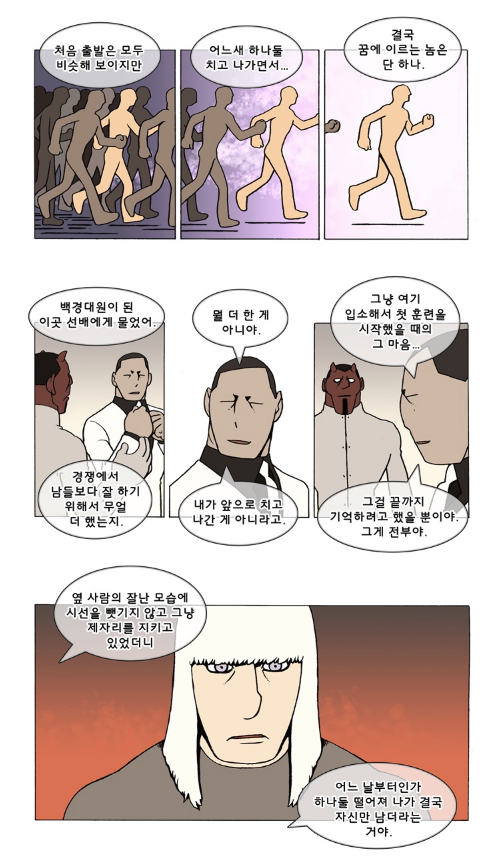 처음 출발은 모두
비슷해 보이지만
어느새 하나둘
치고 나가면서...
결국
꿈에 이르는 놈은
단 하나.
백경대원이 된
이곳 선배에게 물었어.
경쟁에서
남들보다 잘 하기
위해서 무얼
더 했는지.
뭘 더 한 게
아니야.
내가 앞으로 치고
나간 게 아니라고.
그냥 여기
입소해서 첫 훈련을
시작했을 때의
그 마음...
그걸 끝까지
기억하려고 했을 뿐이야.
그게 전부야.
옆 사람의 잘난 모습에
시선을 뺏기지 않고 그냥
제자리를 지키고
있었더니
어느 날부터인가
하나둘 떨어져 나가 결국
자신만 남더라는
거야.